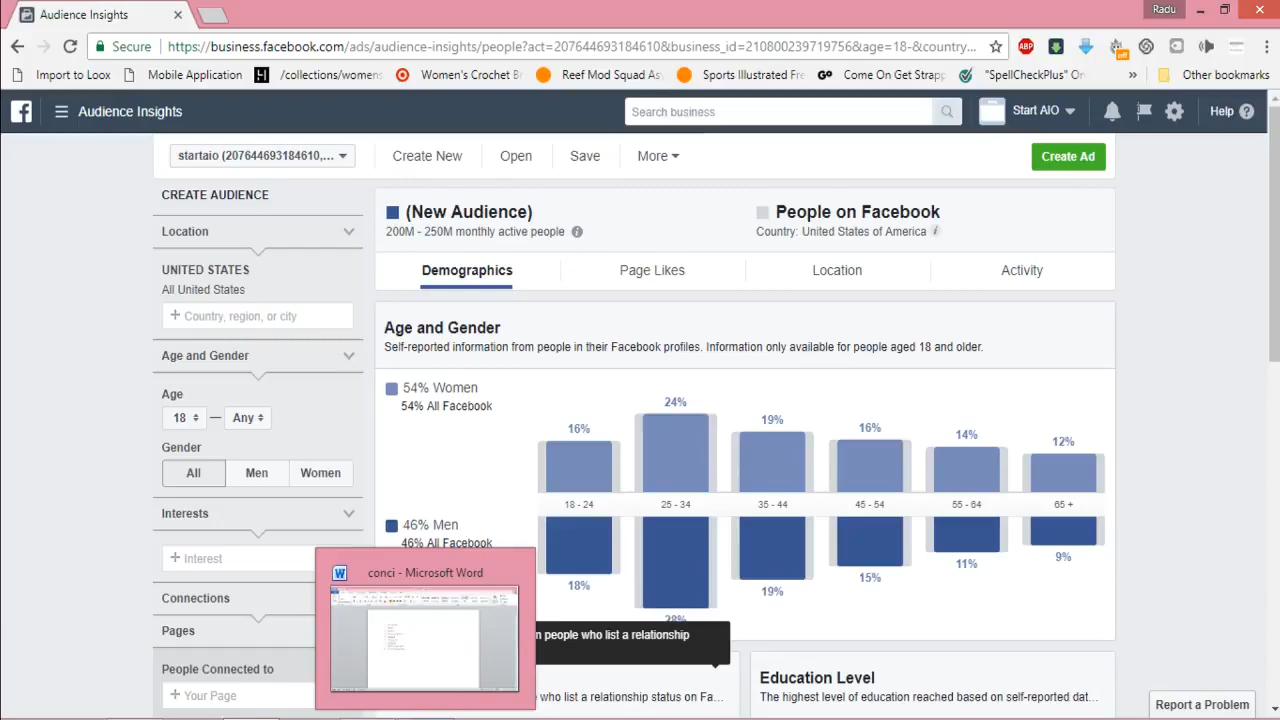 Audience Insights
Radu
Secure
https://business.facebook.com/ads/audience-insights/people?act=207644693184610&business_id=210800239719756&age=18-&country...
Import to Loox
Mobile Application
/collections/womens
Women's Crochet B
Reef Mod Squad As
Sports Illustrated Fre
Come On Get Strapp
"SpellCheckPlus" On
Other bookmarks
Audience Insights
Search business
Start AIO
Help
startaio (207644693184610,...
Create New
Open
Save
More
Create Ad
CREATE AUDIENCE
Location
UNITED STATES
All United States
+ Country, region, or city
Age and Gender
Age
18 — Any
Gender
All
Men
Women
Interests
+ Interest
Connections
Pages
People Connected to
+ Your Page
(New Audience)
200M - 250M monthly active people
People on Facebook
Country: United States of America
Demographics
Page Likes
Location
Activity
Age and Gender
Self-reported information from people in their Facebook profiles. Information only available for people aged 18 and older.
54% Women
54% All Facebook
16%
24%
19%
16%
14%
12%
18 - 24
25 - 34
35 - 44
45 - 54
55 - 64
65 +
46% Men
46% All Facebook
18%
28%
19%
15%
11%
9%
conci - Microsoft Word
n people who list a relationship
who list a relationship status on Fa...
Education Level
The highest level of education reached based on self-reported dat...
Report a Problem